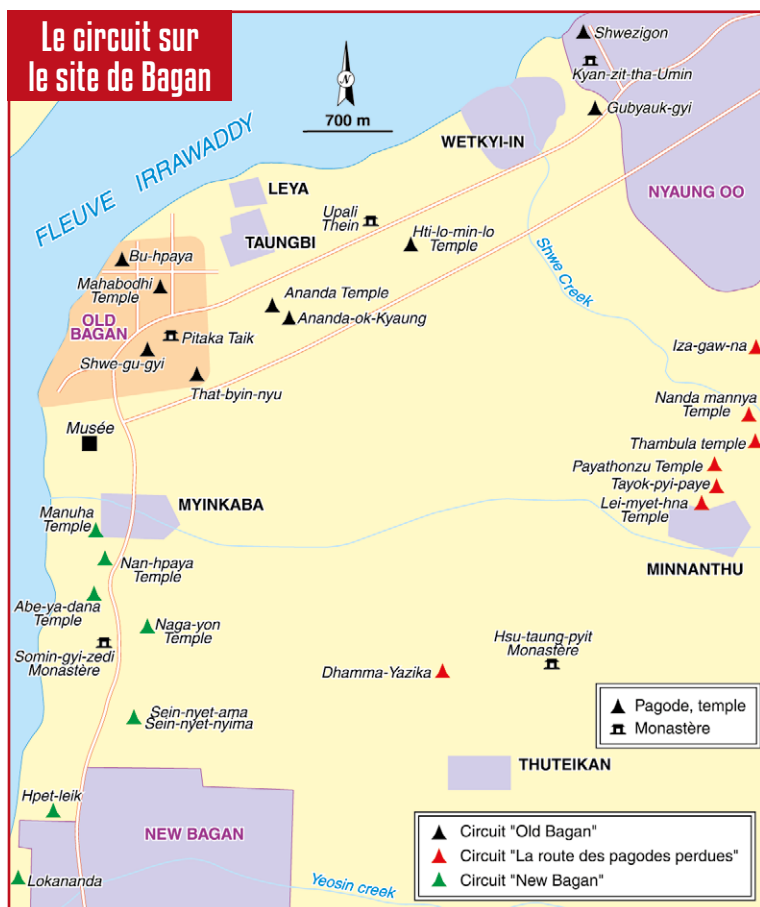 Le circuit sur
le site de Bagan
N
700 m
FLEUVE IRRAWADDY
Shwezigon
Kyan-zit-tha-Umin
Gubyauk-gyi
WETKYI-IN
NYAUNG OO
LEYA
TAUNGBI
Upali
Thein
Hti-lo-min-lo
Temple
Shwe Creek
Bu-hpaya
Mahabodhi
Temple
OLD
BAGAN
Ananda Temple
Ananda-ok-Kyaung
Pitaka Taik
Shwe-gu-gyi
That-byin-nyu
Iza-gaw-na
Nanda mannya
Temple
Thambula temple
Payathonzu Temple
Tayok-pyi-paye
Lei-myet-hna
Temple
MINNANTHU
Musée
MYINKABA
Manuha
Temple
Nan-hpaya
Temple
Abe-ya-dana
Temple
Naga-yon
Temple
Somin-gyi-zedi
Monastère
Hsu-taung-pyit
Monastère
Dhamma-Yazika
Sein-nyet-ama
Sein-nyet-nyima
Pagode, temple
Monastère
THUTEIKAN
Hpet-leik
NEW BAGAN
Lokananda
Yeosin creek
Circuit "Old Bagan"
Circuit "La route des pagodes perdues"
Circuit "New Bagan"